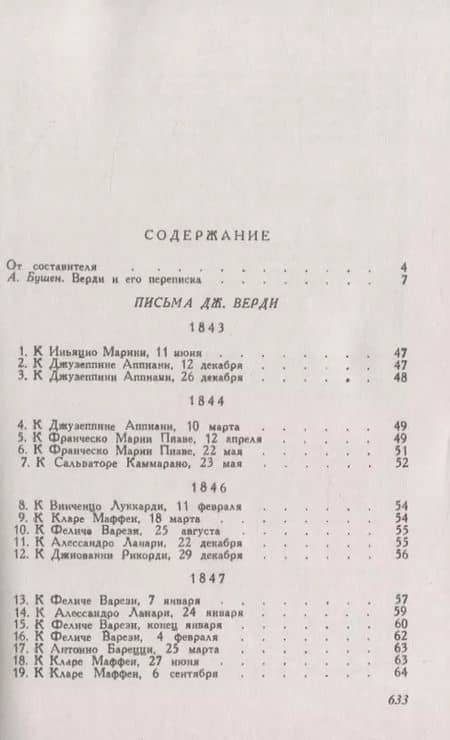 СОДЕРЖАНИЕ
От составителя . . . . . . . . . . . . 4
А. Бушен. Верди и его переписка . . . . . . . 7
ПИСЬМА ДЖ. ВЕРДИ
1843
1. К Иньяцио Марини, 11 июня . . . . . . . . 47
2. К Джузеппине Аппиани, 12 декабря . . . . . . 47
3. К Джузеппини Аппиани, 26 декабря . . . . . . 48
1844
4. К Джузеппине Аппиани, 10 марта . . . . . . 49
5. К Франческо Марии Пиаве, 12 апреля . . . . . 49
6. К Франческо Марии Пиаве, 22 мая . . . . . . 51
7. К Сальваторе Каммарано, 23 мая . . . . . . 52
1846
8. К Винченцо Луккарди, 11 февраля . . . . . . 54
9. К Кларе Маффеи, 18 марта . . . . . . . . 54
10. К Феличе Варези, 25 августа . . . . . . . 55
11. К Алессандро Ланари, 22 декабря . . . . . . 55
12. К Джиованни Рикорди, 29 декабря . . . . . . 56
1847
13. К Феличе Варези, 7 января . . . . . . . 57
14. К Алессандро Ланари, 24 января . . . . . . 59
15. К Феличе Варези, конец января . . . . . . 60
16. К Феличе Варези, 4 февраля . . . . . . . 62
17. К Антонио Барецци, 25 марта . . . . . . . 63
18. К Кларе Маффеи, 27 июня . . . . . . . . 63
19. К Кларе Маффеи, 6 сентября . . . . . . . 64
633